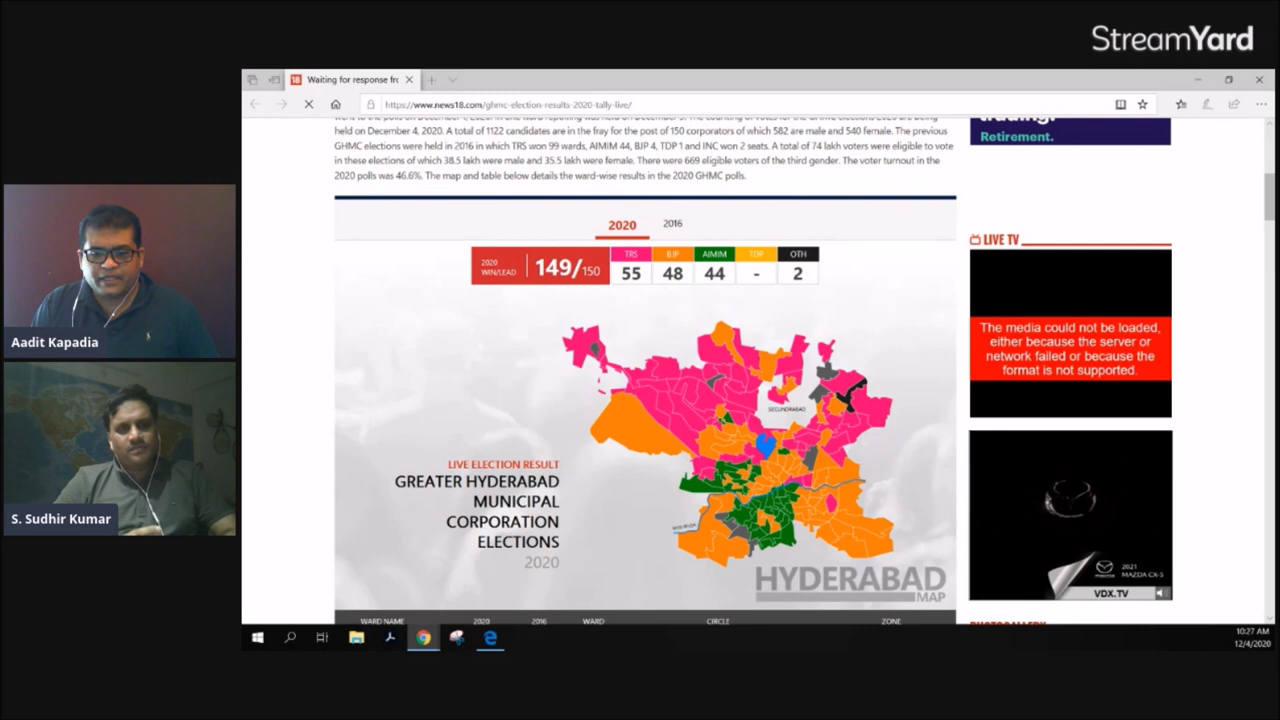 StreamYard
Waiting for response fr
https://www.news18.com/ghmc-election-results-2020-tally-live/
held on December 4, 2020. A total of 1122 candidates are in the fray for the post of 150 corporators of which 582 are male and 540 female. The previous
GHMC elections were held in 2016 in which TRS won 99 wards, AIMIM 44, BJP 4, TDP 1 and INC won 2 seats. A total of 74 lakh voters were eligible to vote
in these elections of which 38.5 lakh were male and 35.5 lakh were female. There were 669 eligible voters of the third gender. The voter turnout in the
2020 polls was 46.6%. The map and table below details the ward-wise results in the 2020 GHMC polls.
Retirement.
2020 2016
2020 WIN/LEAD 149/150
TRS BJP AIMIM TDP OTH
55 48 44 - 2
SECUNDRABAD
LIVE ELECTION RESULT
GREATER HYDERABAD
MUNICIPAL
CORPORATION
ELECTIONS
2020
HYDERABAD
MAP
WARD NAME 2020 2016 WARD CIRCLE ZONE
LIVE TV
The media could not be loaded,
either because the server or
network failed or because the
format is not supported.
2021
MAZDA CX-5
VDX.TV
Aadit Kapadia
S. Sudhir Kumar
10:27 AM
12/4/2020